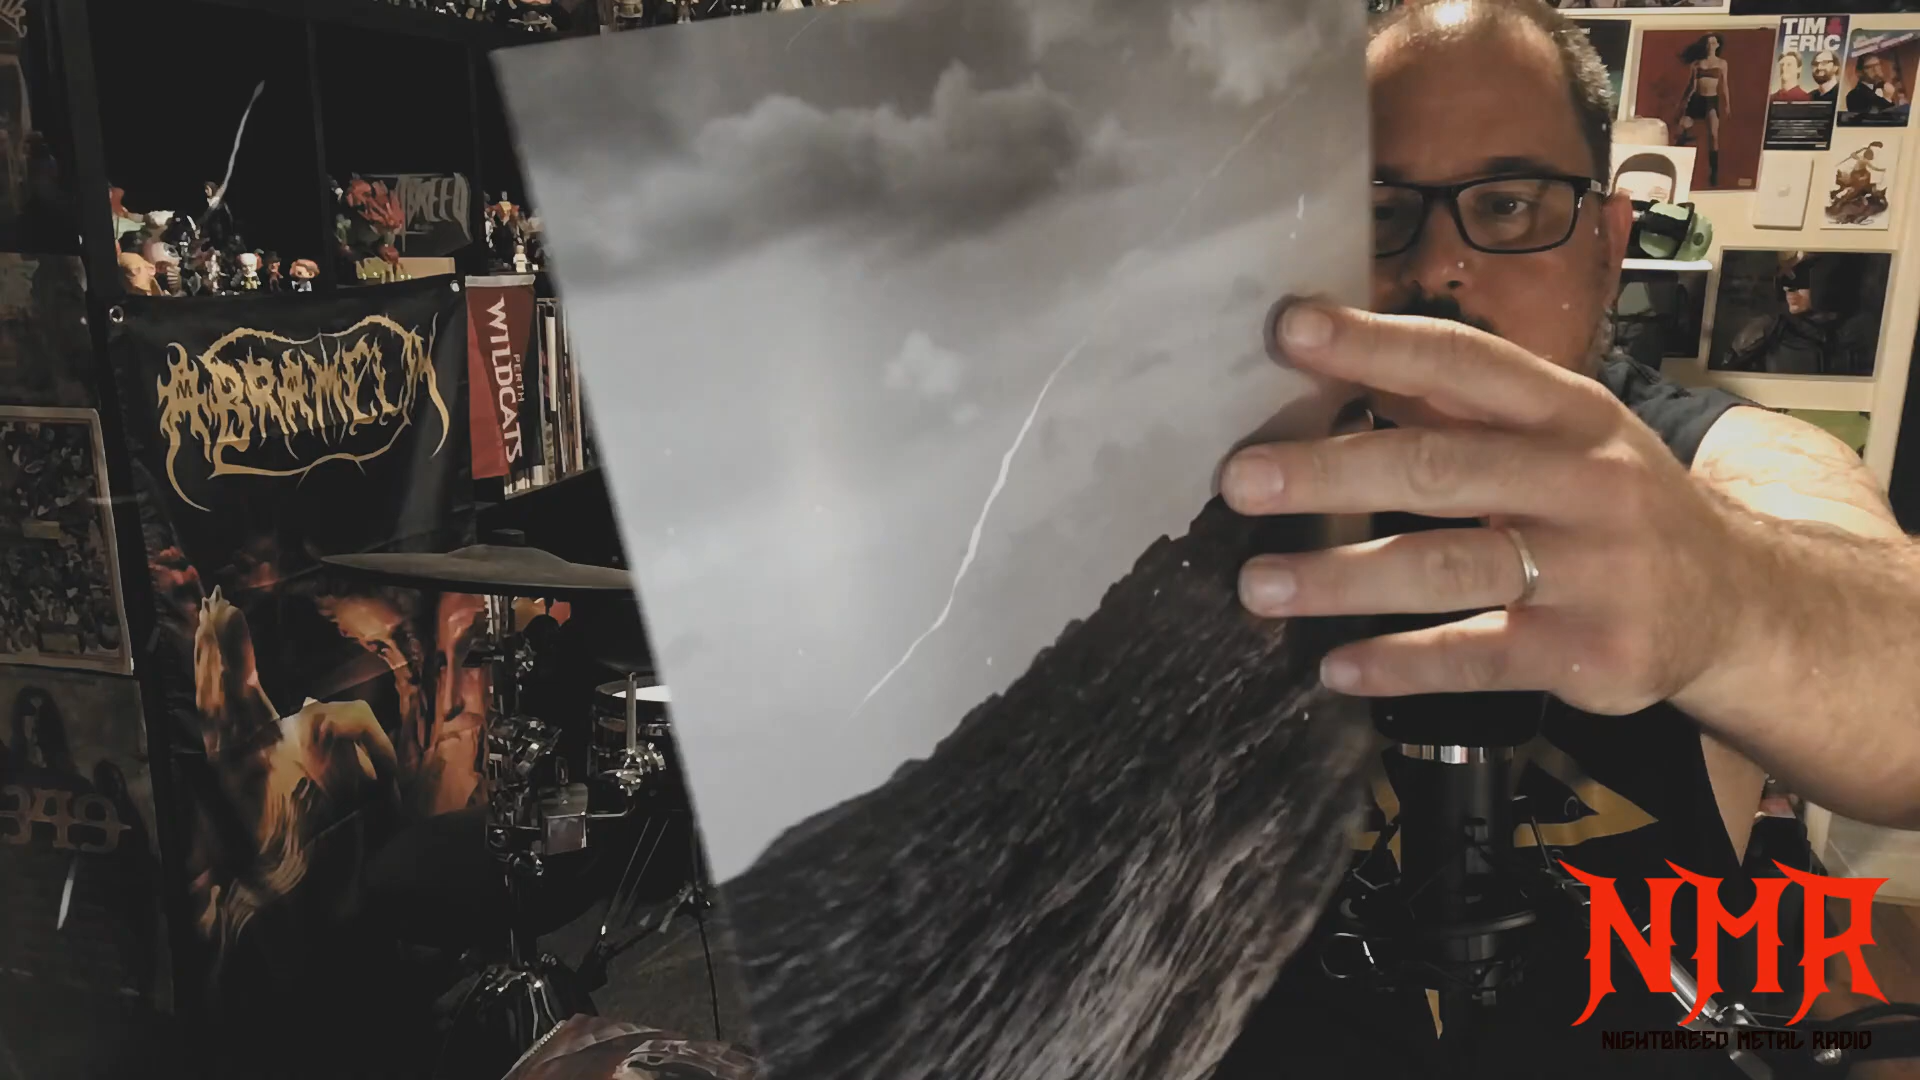 TIM &
ERIC
ABRAMELIN
PERTH
WILDCATS
NMR
NIGHTBREED METAL RADIO